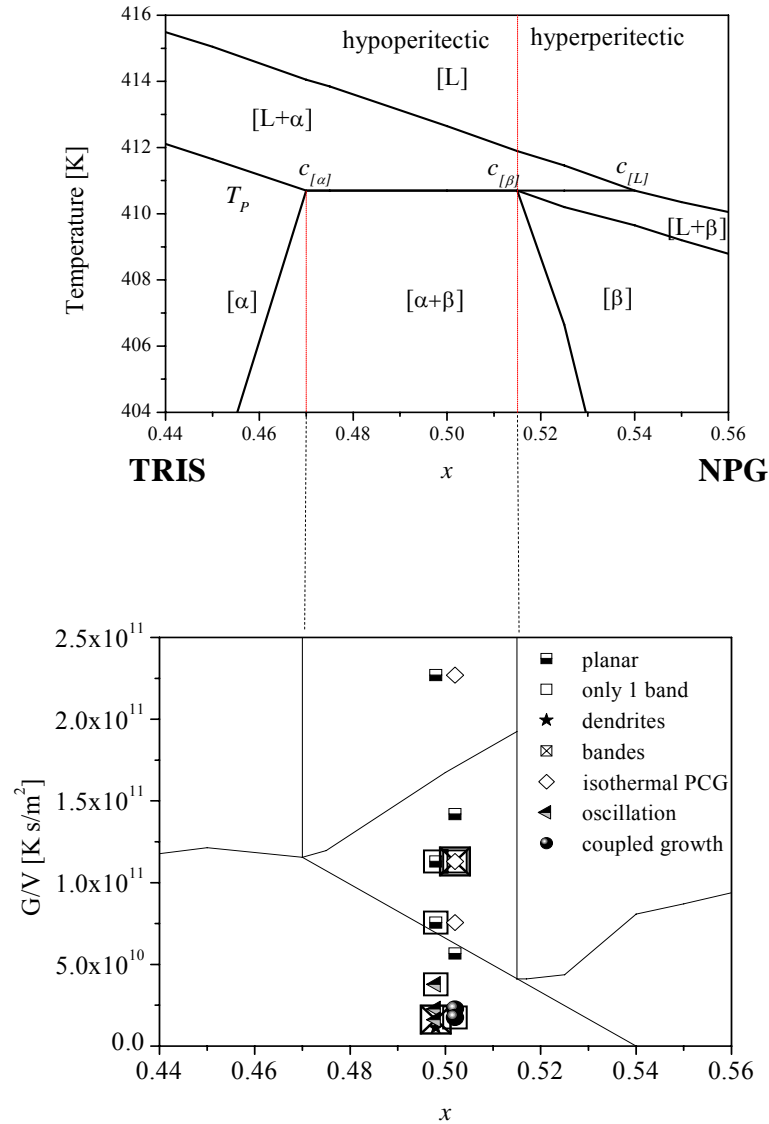 416
414
412
410
408
406
404
Temperature [K]
hypoperitectic
hyperperitectic
[L]
[L+α]
c[α]
c[β]
c[L]
TP
[L+β]
[α]
[α+β]
[β]
0.44 0.46 0.48 0.50 0.52 0.54 0.56
TRIS
x
NPG
2.5x10^11
2.0x10^11
1.5x10^11
1.0x10^11
5.0x10^10
0.0
G/V [K s/m^2]
planar
only 1 band
dendrites
bandes
isothermal PCG
oscillation
coupled growth
0.44 0.46 0.48 0.50 0.52 0.54 0.56
x